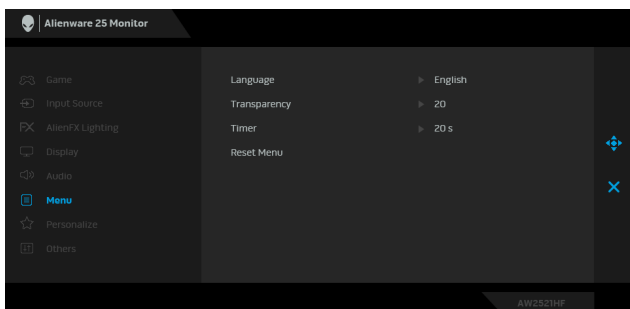 Alienware 25 Monitor
Game
Input Source
FX AlienFX Lighting
Display
Audio
Menu
Personalize
Others
Language English
Transparency 20
Timer 20 s
Reset Menu
AW2521HF